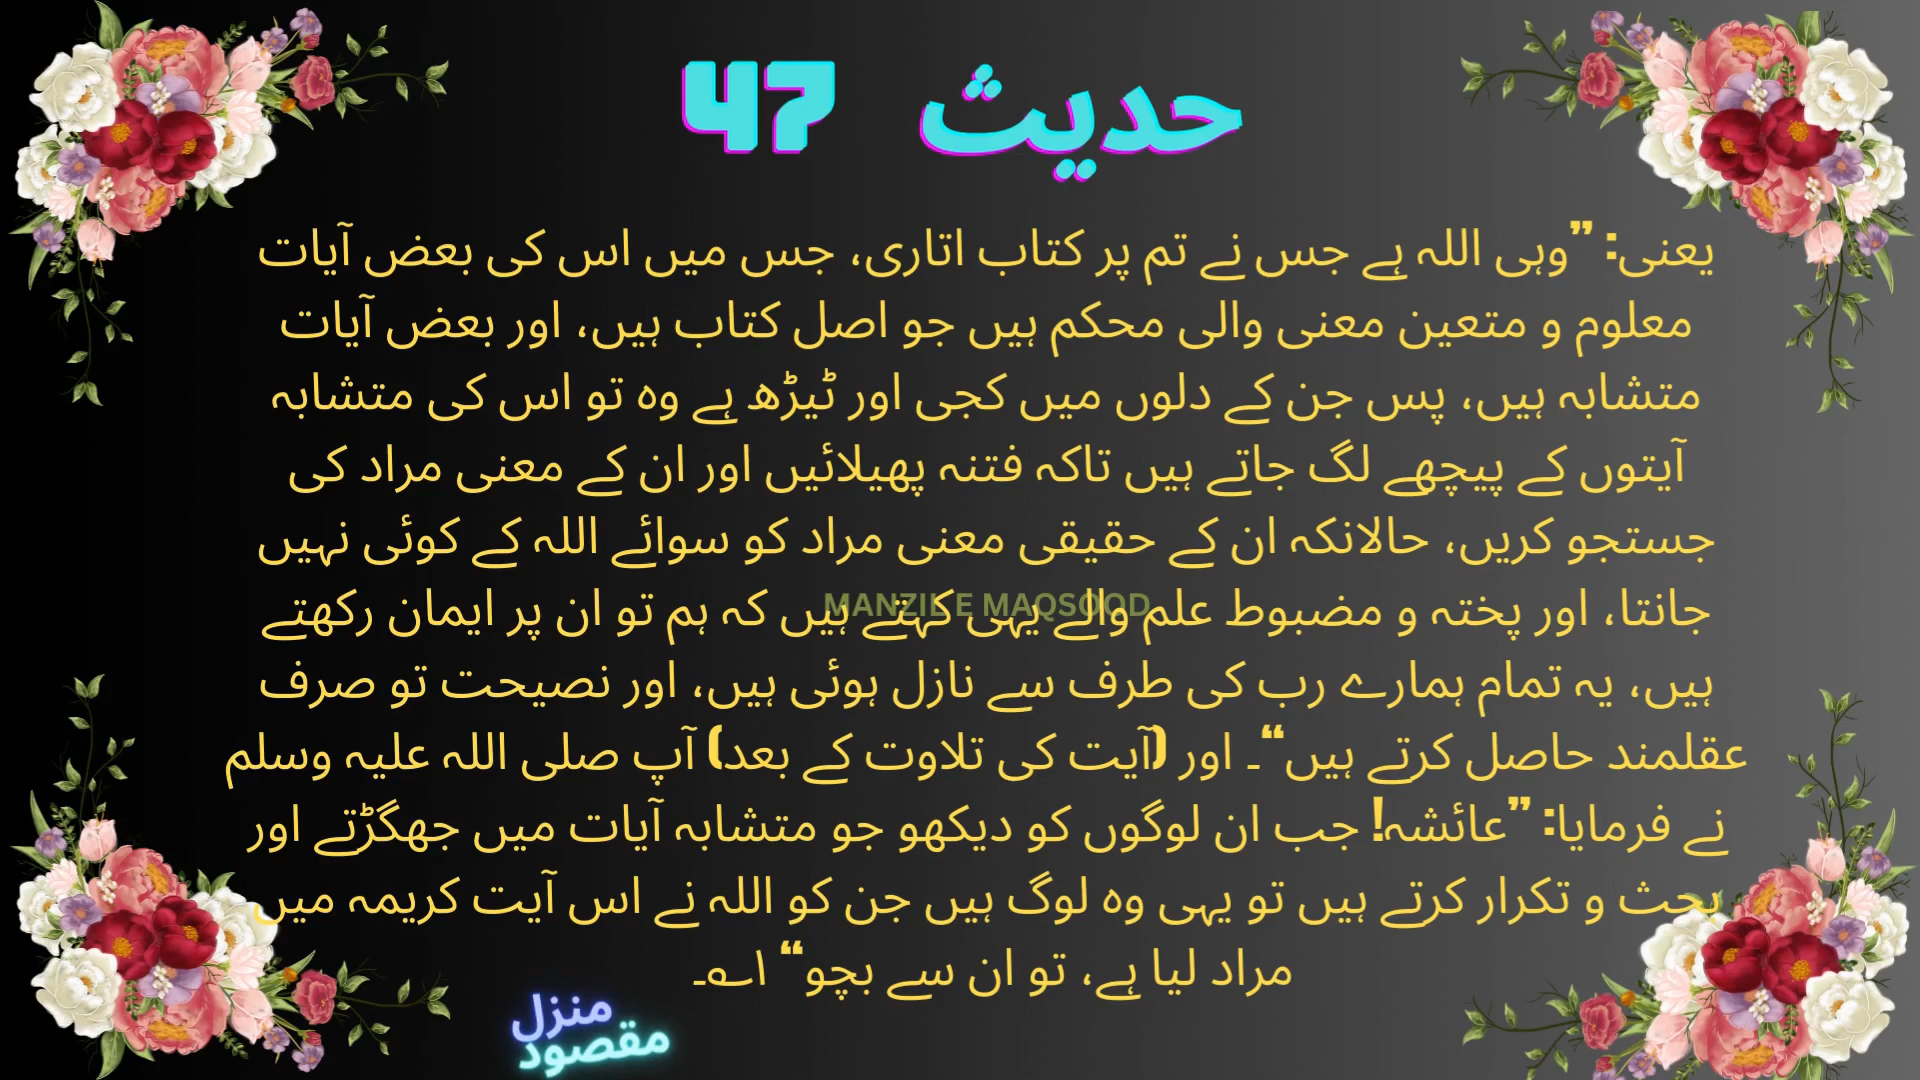 حدیث 47
یعنی: ”وہی اللہ ہے جس نے تم پر کتاب اتاری، جس میں اس کی بعض آیات
معلوم و متعین معنی والی محکم ہیں جو اصل کتاب ہیں، اور بعض آیات
متشابہ ہیں، پس جن کے دلوں میں کجی اور ٹیڑھ ہے وہ تو اس کی متشابہ
آیتوں کے پیچھے لگ جاتے ہیں تاکہ فتنہ پھیلائیں اور ان کے معنی مراد کی
جستجو کریں، حالانکہ ان کے حقیقی معنی مراد کو سوائے اللہ کے کوئی نہیں
جانتا، اور پختہ و مضبوط علم والے یہی کہتے ہیں کہ ہم تو ان پر ایمان رکھتے
MANZIL E MAQSOOD
ہیں، یہ تمام ہمارے رب کی طرف سے نازل ہوئی ہیں، اور نصیحت تو صرف
عقلمند حاصل کرتے ہیں“۔ اور (آیت کی تلاوت کے بعد) آپ صلی اللہ علیہ وسلم
نے فرمایا: ”عائشہ! جب ان لوگوں کو دیکھو جو متشابہ آیات میں جھگڑتے اور
بحث و تکرار کرتے ہیں تو یہی وہ لوگ ہیں جن کو اللہ نے اس آیت کریمہ میں
مراد لیا ہے، تو ان سے بچو“ ۱؎۔
منزل
مقصود